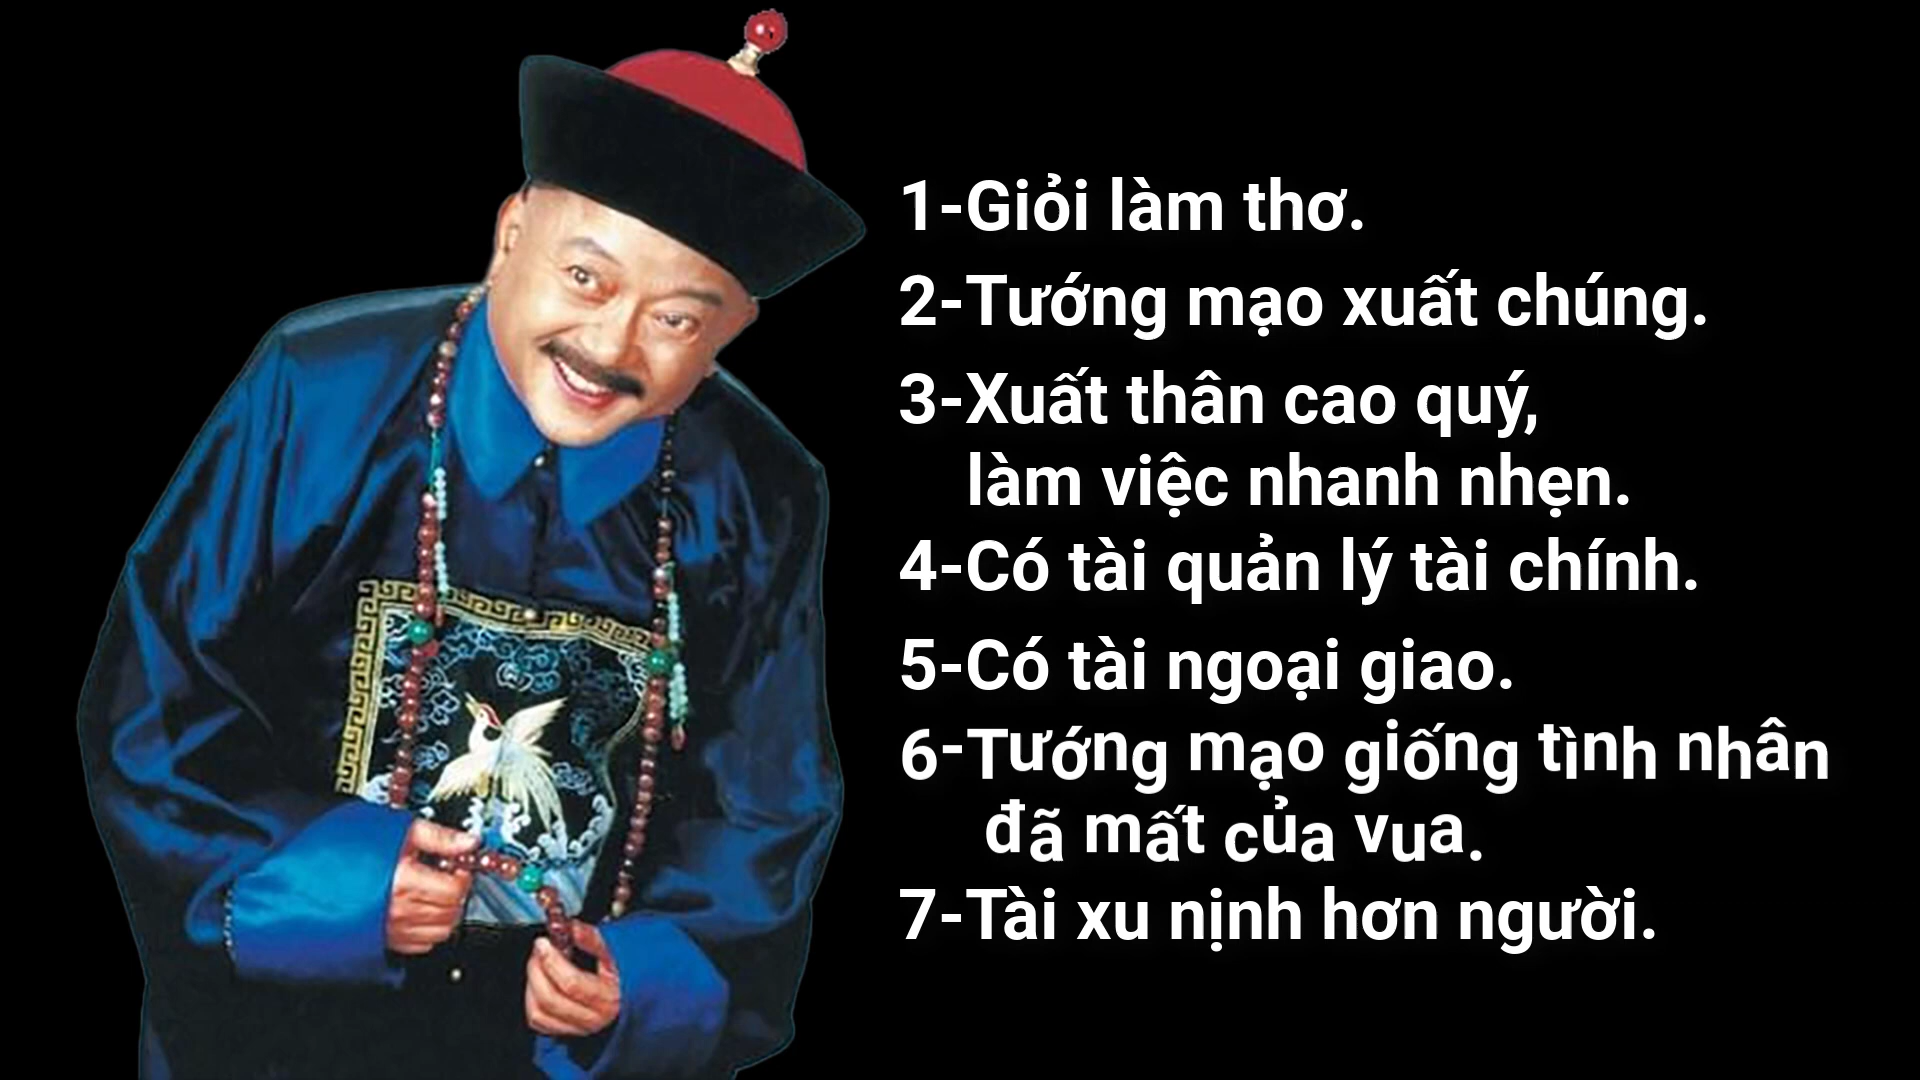 1-Giỏi làm thơ.
2-Tướng mạo xuất chúng.
3-Xuất thân cao quý,
làm việc nhanh nhẹn.
4-Có tài quản lý tài chính.
5-Có tài ngoại giao.
6-Tướng mạo giống tình nhân
đã mất của vua.
7-Tài xu nịnh hơn người.